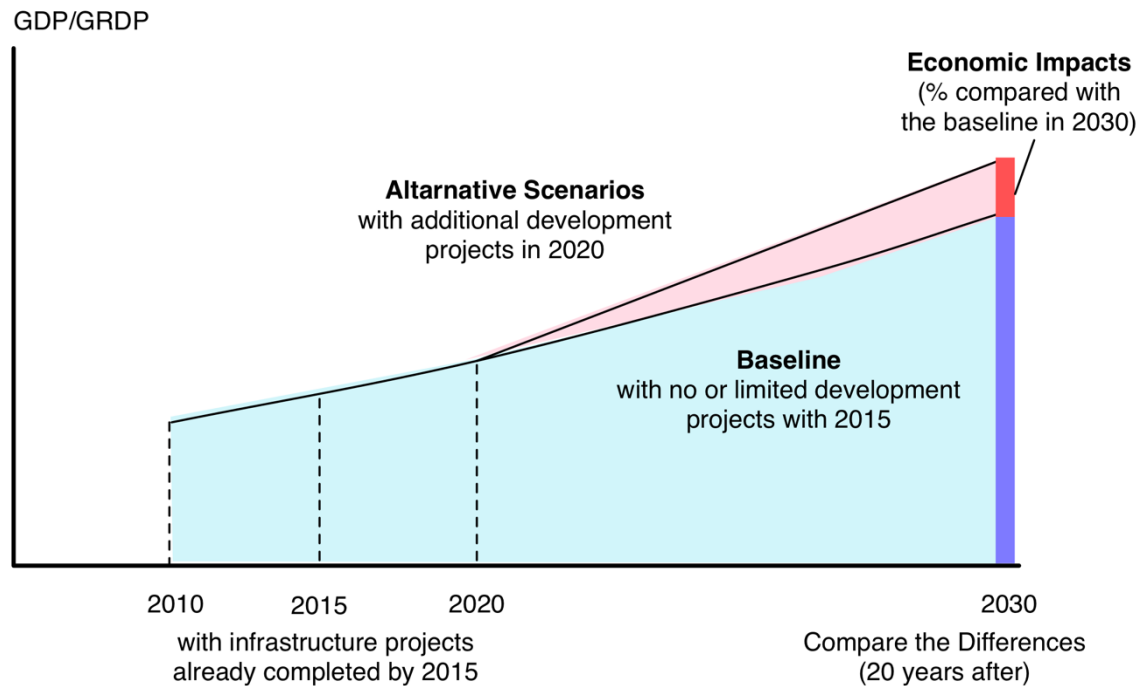 GDP/GRDP
Economic Impacts
(% compared with
the baseline in 2030)
Altarnative Scenarios
with additional development
projects in 2020
Baseline
with no or limited development
projects with 2015
2010
2015
2020
2030
with infrastructure projects
already completed by 2015
Compare the Differences
(20 years after)